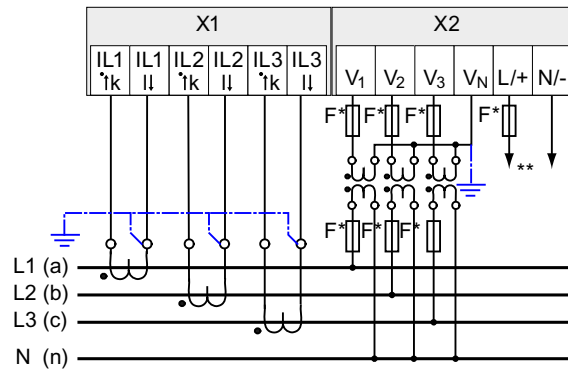 X1 X2
IL1 IL1 IL2 IL2 IL3 IL3 V1 V2 V3 VN L/+ N/-
°↑k I↓ °↑k I↓ °↑k I↓
F* F* F* F*
**
F* F* F*
L1 (a)
L2 (b)
L3 (c)
N (n)